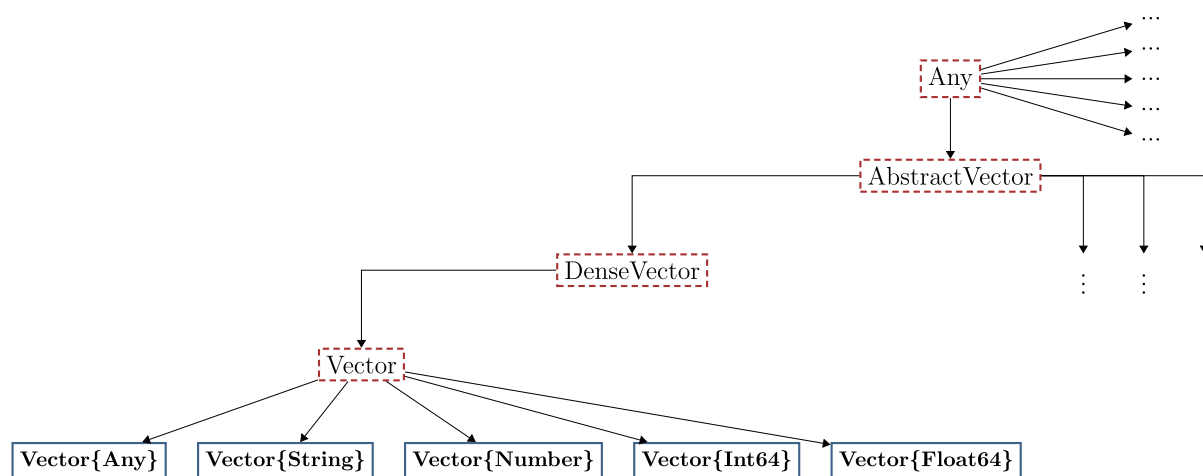 ...
...
Any
...
...
...
AbstractVector
DenseVector
⋮
⋮
Vector
Vector{Any}
Vector{String}
Vector{Number}
Vector{Int64}
Vector{Float64}